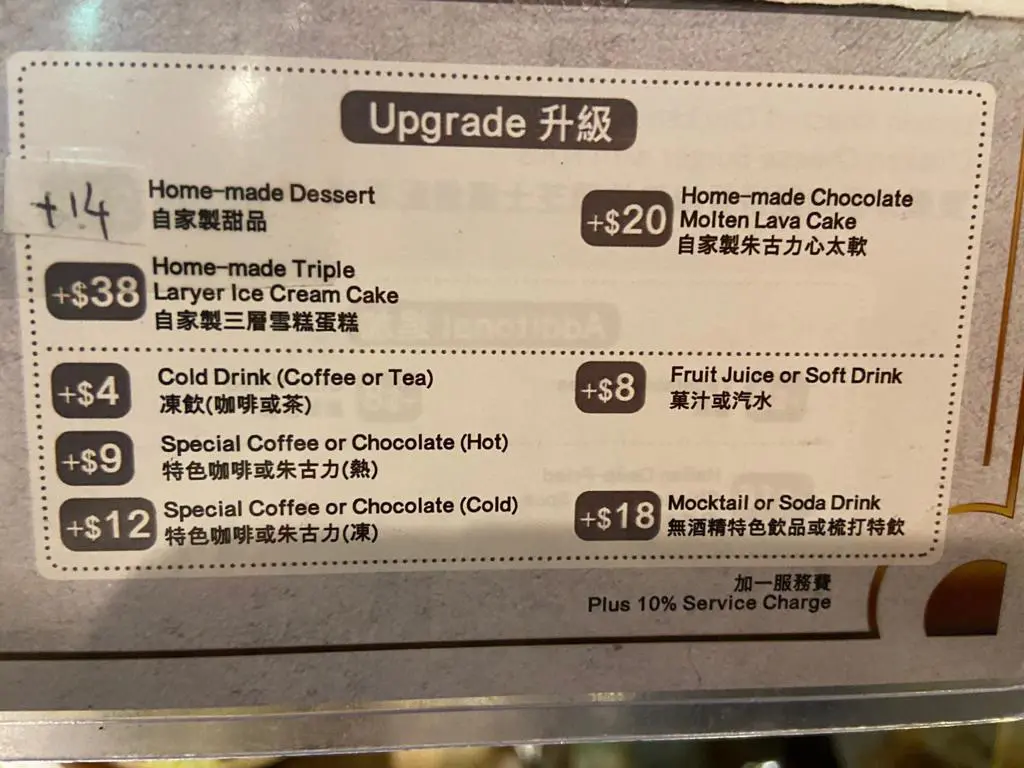 Upgrade 升級
+14
Home-made Dessert
自家製甜品
+$20
Home-made Chocolate
Molten Lava Cake
自家製朱古力心太軟
+$38
Home-made Triple
Laryer Ice Cream Cake
自家製三層雪糕蛋糕
+$4
Cold Drink (Coffee or Tea)
凍飲(咖啡或茶)
+$8
Fruit Juice or Soft Drink
菓汁或汽水
+$9
Special Coffee or Chocolate (Hot)
特色咖啡或朱古力(熱)
+$12
Special Coffee or Chocolate (Cold)
特色咖啡或朱古力(凍)
+$18
Mocktail or Soda Drink
無酒精特色飲品或梳打特飲
加一服務費
Plus 10% Service Charge